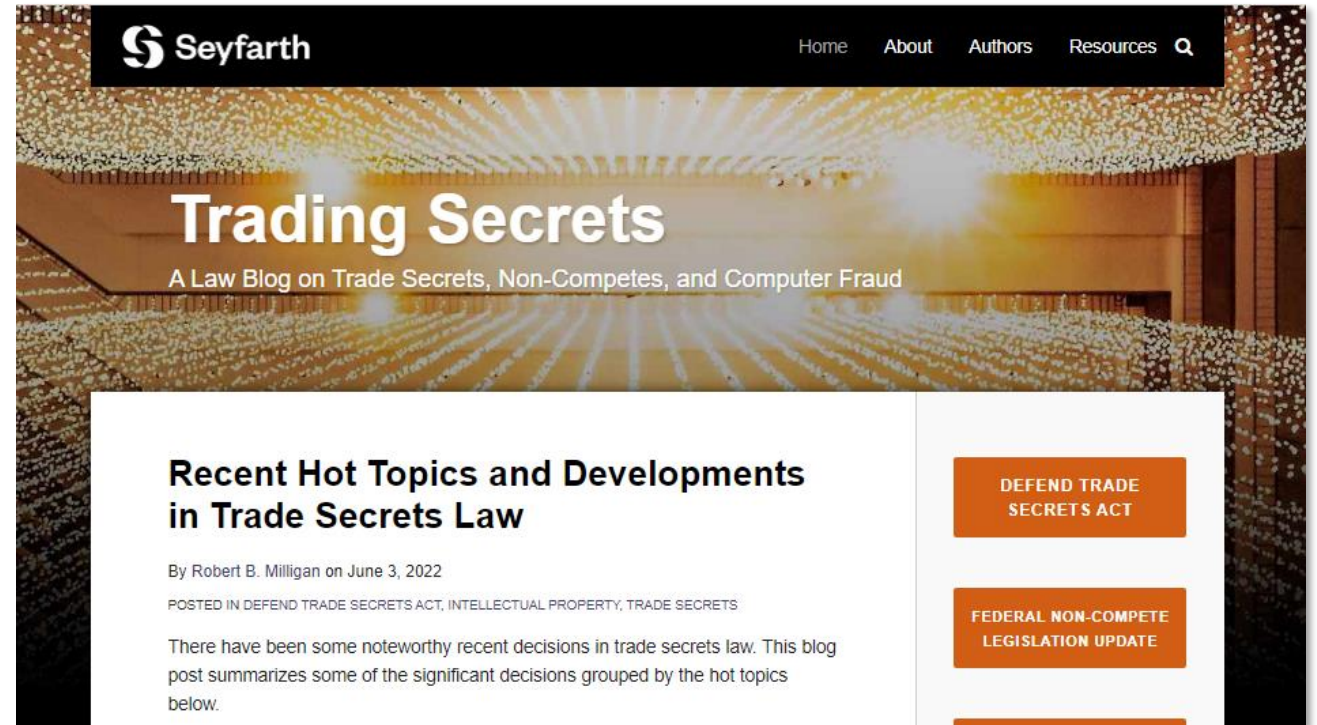 Seyfarth
Home About Authors Resources
Trading Secrets
A Law Blog on Trade Secrets, Non-Competes, and Computer Fraud
Recent Hot Topics and Developments
in Trade Secrets Law
By Robert B. Milligan on June 3, 2022
POSTED IN DEFEND TRADE SECRETS ACT, INTELLECTUAL PROPERTY, TRADE SECRETS
There have been some noteworthy recent decisions in trade secrets law. This blog
post summarizes some of the significant decisions grouped by the hot topics
below.
DEFEND TRADE
SECRETS ACT
FEDERAL NON-COMPETE
LEGISLATION UPDATE